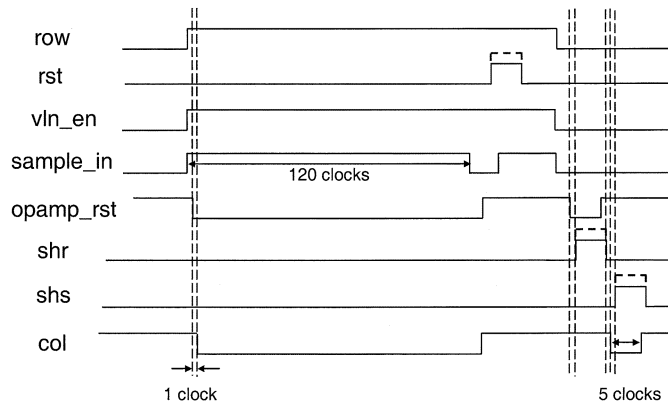 row
rst
vln_en
sample_in
120 clocks
opamp_rst
shr
shs
col
1 clock
5 clocks